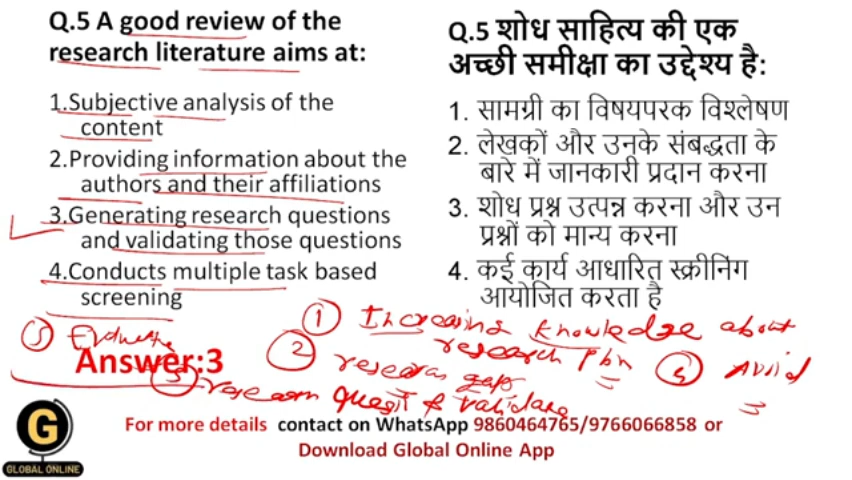 Q.5 A good review of the
research literature aims at:
1.Subjective analysis of the
content
2.Providing information about the
authors and their affiliations
3.Generating research questions
and validating those questions
4.Conducts multiple task based
screening
Answer:3
Q.5 शोध साहित्य की एक
अच्छी समीक्षा का उद्देश्य है:
1. सामग्री का विषयपरक विश्लेषण
2. लेखकों और उनके संबद्धता के
बारे में जानकारी प्रदान करना
3. शोध प्रश्न उत्पन्न करना और उन
प्रश्नों को मान्य करना
4. कई कार्य आधारित स्क्रीनिंग
आयोजित करता है
1 Increasing knowledge about
research
2 research gaps
3 research & validate
Avoid
For more details contact on WhatsApp 9860464765/9766066858 or
Download Global Online App
G
GLOBAL ONLINE